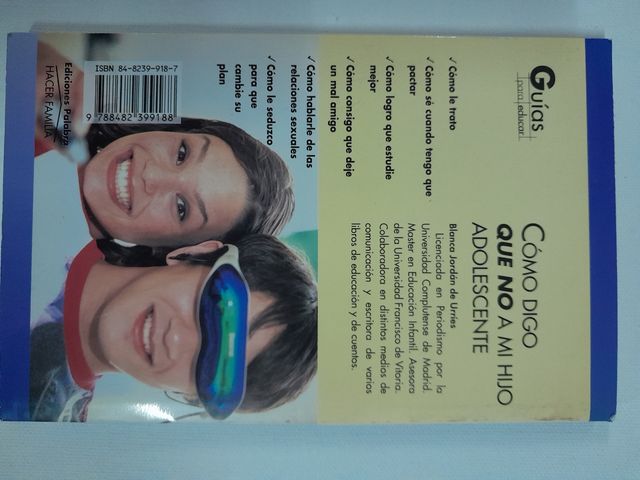 Guías
para educar
CÓMO DIGO
QUE NO A MI HIJO
ADOLESCENTE
Blanca Jordán de Urríes
Licenciada en Periodismo por la
Universidad Complutense de Madrid.
Master en Educación Infantil. Asesora
de la Universidad Francisco de Vitoria.
Colaboradora en distintos medios de
comunicación y escritora de varios
libros de educación y de cuentos.
✓ Cómo le trato
✓ Cómo sé cuando tengo que
pactar
✓ Cómo logro que estudie
mejor
✓ Cómo consigo que deje
un mal amigo
✓ Cómo hablarle de las
relaciones sexuales
✓ Cómo le seduzco
para que
cambie su
plan
ISBN 84-8239-918-7
9 788482 399188
Ediciones Palabra
HACER FAMILIA